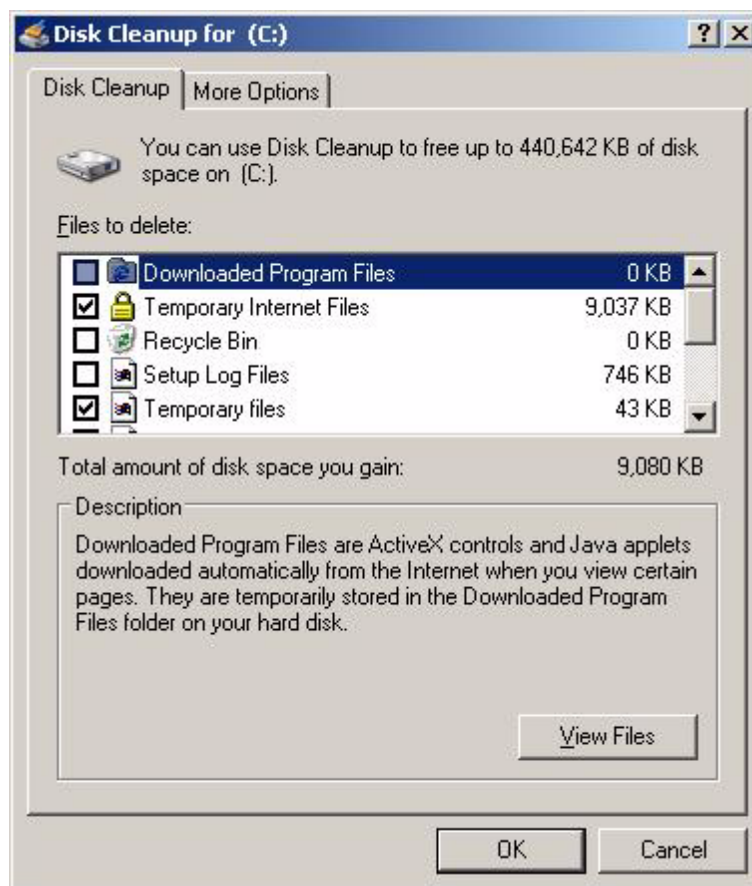 Disk Cleanup for (C:)
Disk Cleanup
More Options
You can use Disk Cleanup to free up to 440,642 KB of disk
space on (C:).
Files to delete:
Downloaded Program Files 0 KB
Temporary Internet Files 9,037 KB
Recycle Bin 0 KB
Setup Log Files 746 KB
Temporary files 43 KB
Total amount of disk space you gain: 9,080 KB
Description
Downloaded Program Files are ActiveX controls and Java applets
downloaded automatically from the Internet when you view certain
pages. They are temporarily stored in the Downloaded Program
Files folder on your hard disk.
View Files
OK Cancel